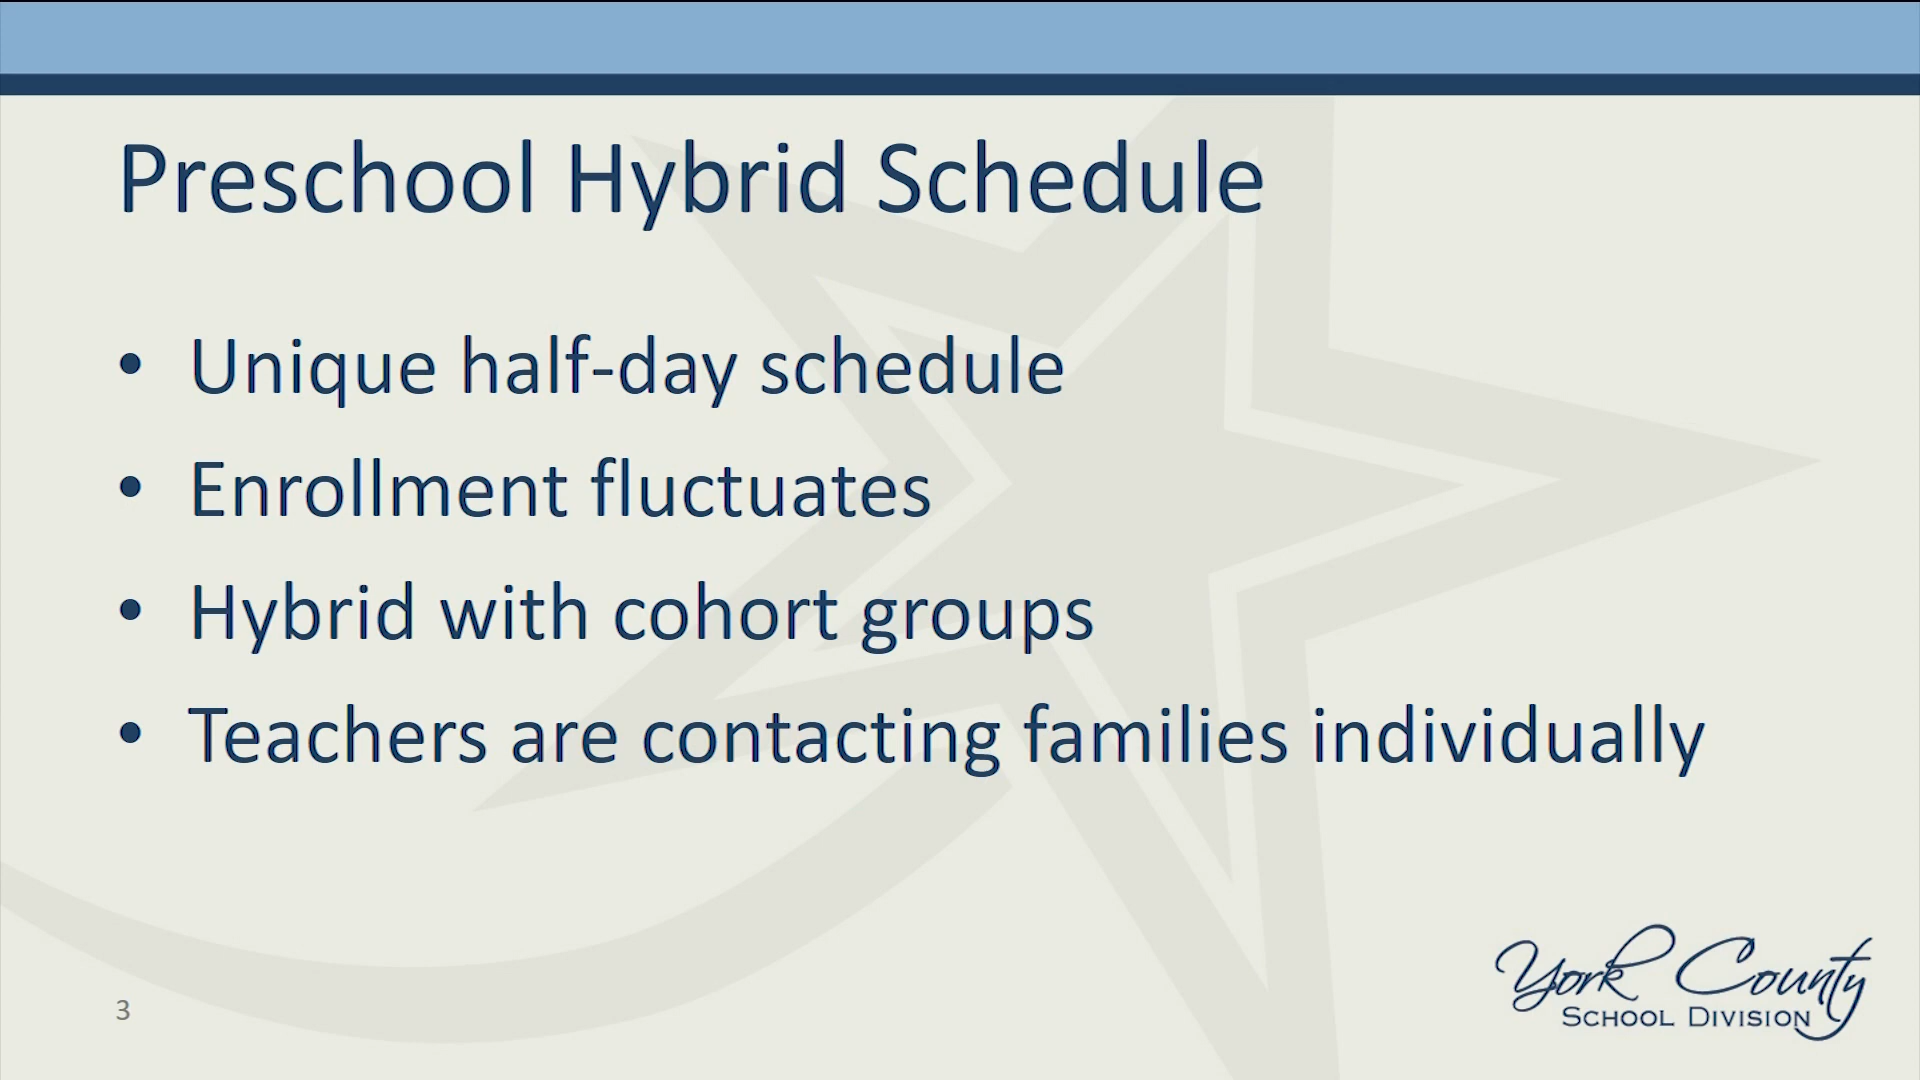 Preschool Hybrid Schedule
• Unique half-day schedule
• Enrollment fluctuates
• Hybrid with cohort groups
• Teachers are contacting families individually
3
York County
School Division